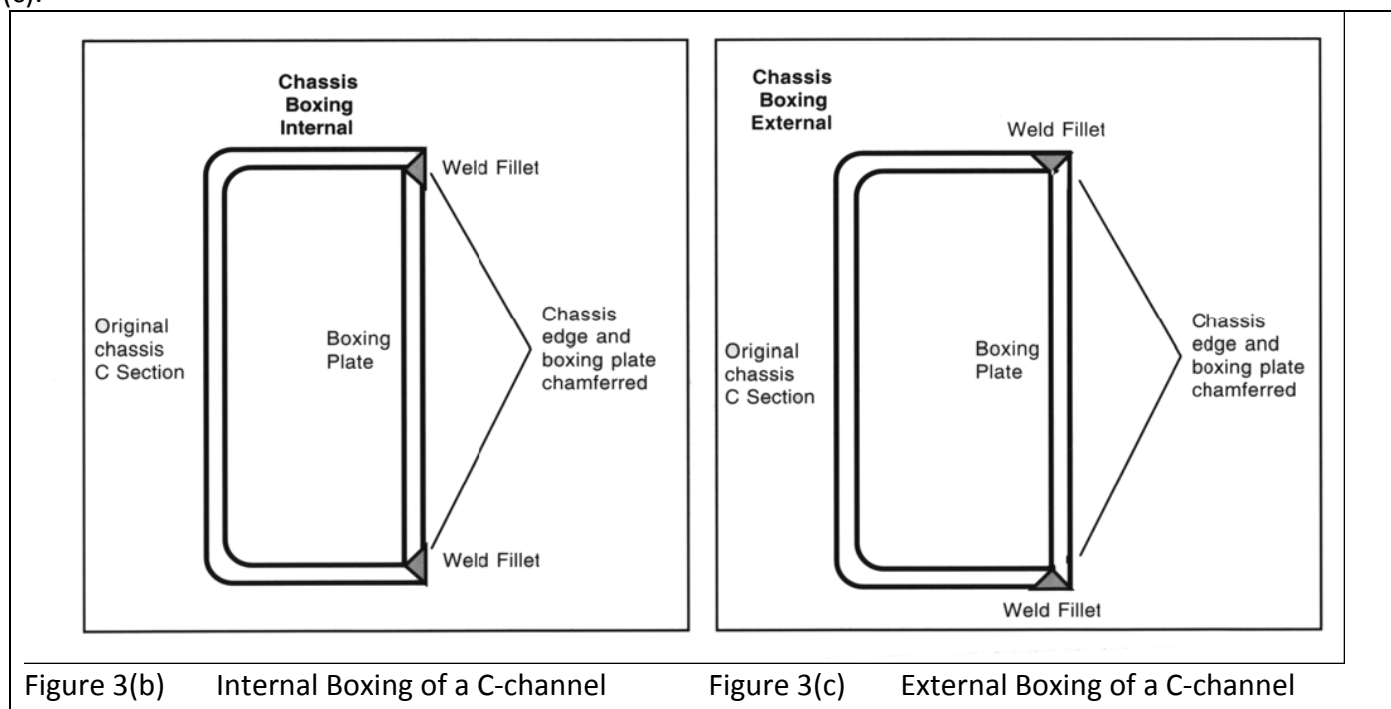 (c).
Chassis
Boxing
Internal
Weld Fillet
Original
chassis
C Section
Boxing
Plate
Chassis
edge and
boxing plate
chamferred
Weld Fillet
Chassis
Boxing
External
Weld Fillet
Original
chassis
C Section
Boxing
Plate
Chassis
edge and
boxing plate
chamferred
Weld Fillet
Figure 3(b) Internal Boxing of a C-channel
Figure 3(c) External Boxing of a C-channel